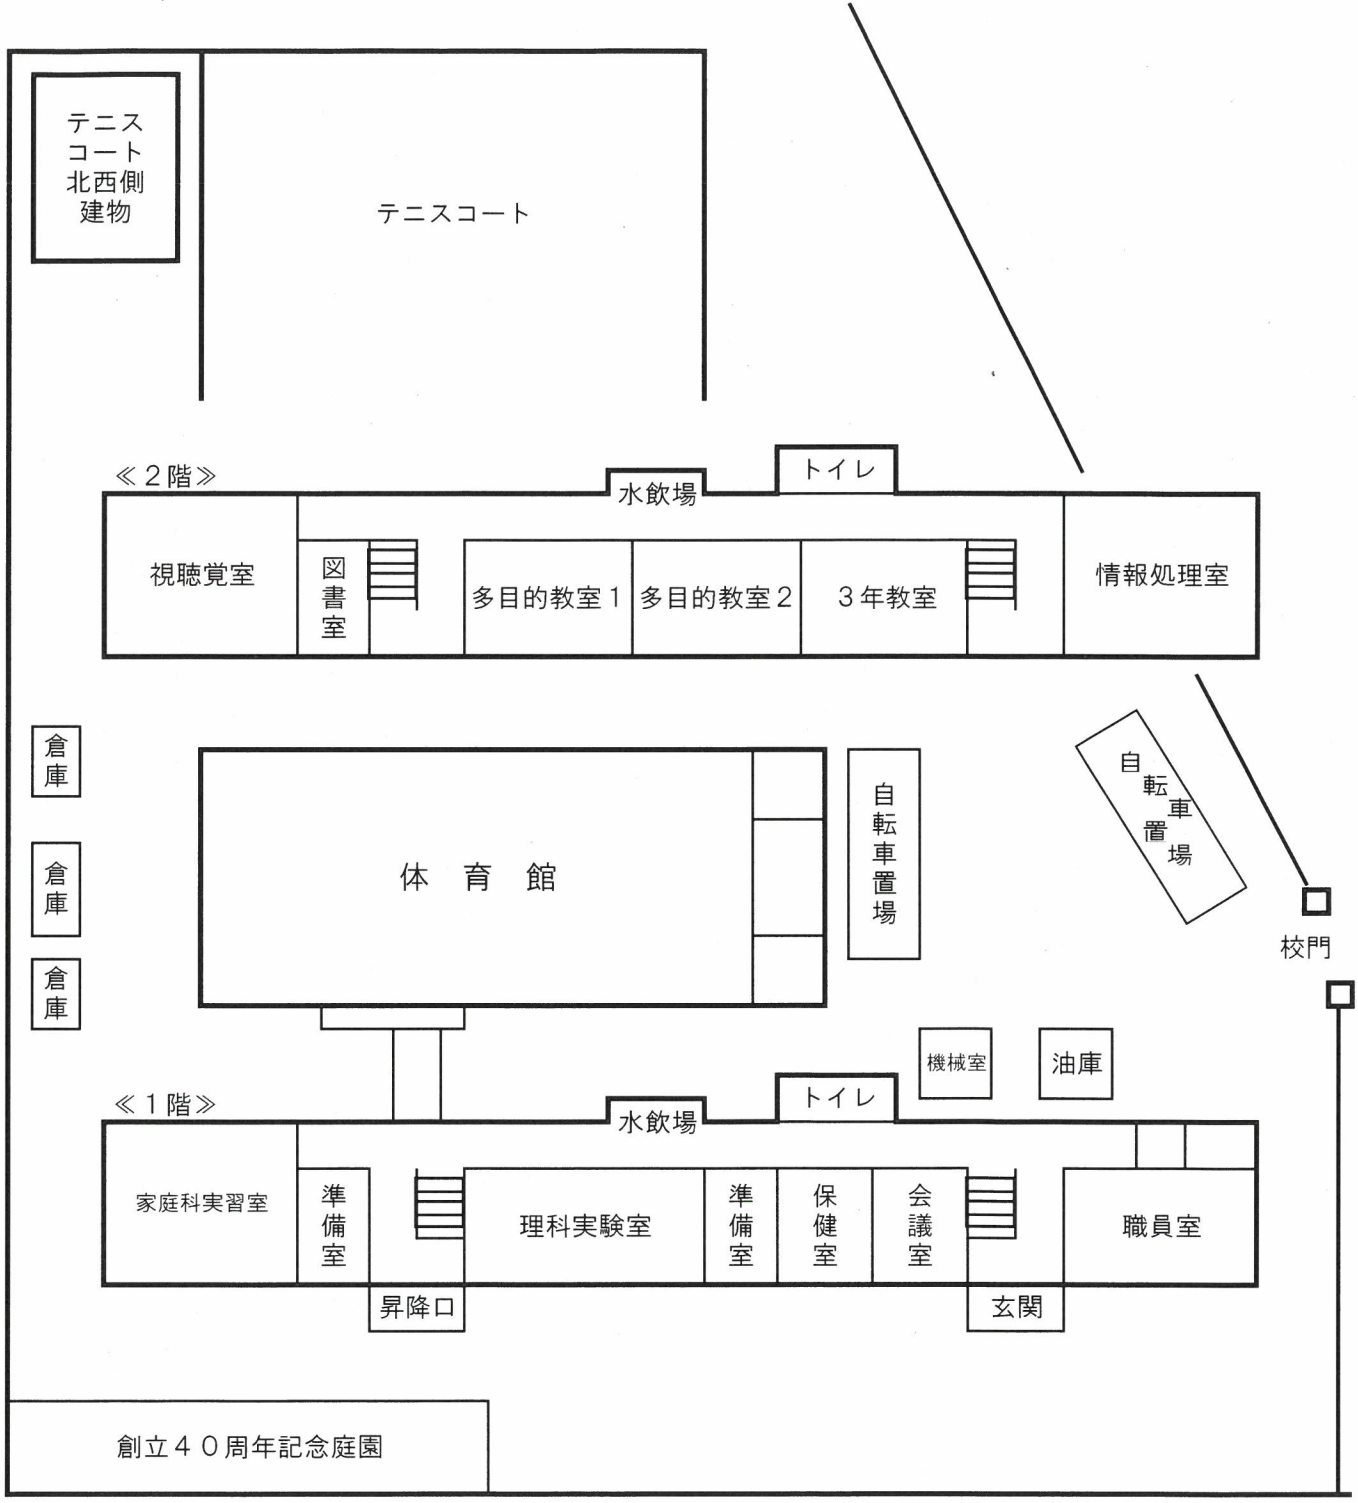 テニス
コート
北西側
建物
テニスコート
≪２階≫
トイレ
水飲場
視聴覚室
図書室
多目的教室１
多目的教室２
３年教室
情報処理室
倉庫
倉庫
倉庫
体育館
自転車置場
自転車置場
校門
機械室
油庫
≪１階≫
トイレ
水飲場
家庭科実習室
準備室
理科実験室
準備室
保健室
会議室
職員室
昇降口
玄関
創立４０周年記念庭園